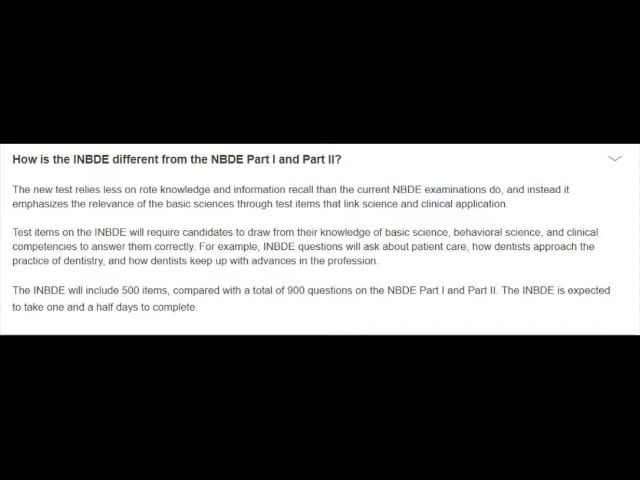 How is the INBDE different from the NBDE Part I and Part II?
The new test relies less on rote knowledge and information recall than the current NBDE examinations do, and instead it
emphasizes the relevance of the basic sciences through test items that link science and clinical application.
Test items on the INBDE will require candidates to draw from their knowledge of basic science, behavioral science, and clinical
competencies to answer them correctly. For example, INBDE questions will ask about patient care, how dentists approach the
practice of dentistry, and how dentists keep up with advances in the profession.
The INBDE will include 500 items, compared with a total of 900 questions on the NBDE Part I and Part II. The INBDE is expected
to take one and a half days to complete.